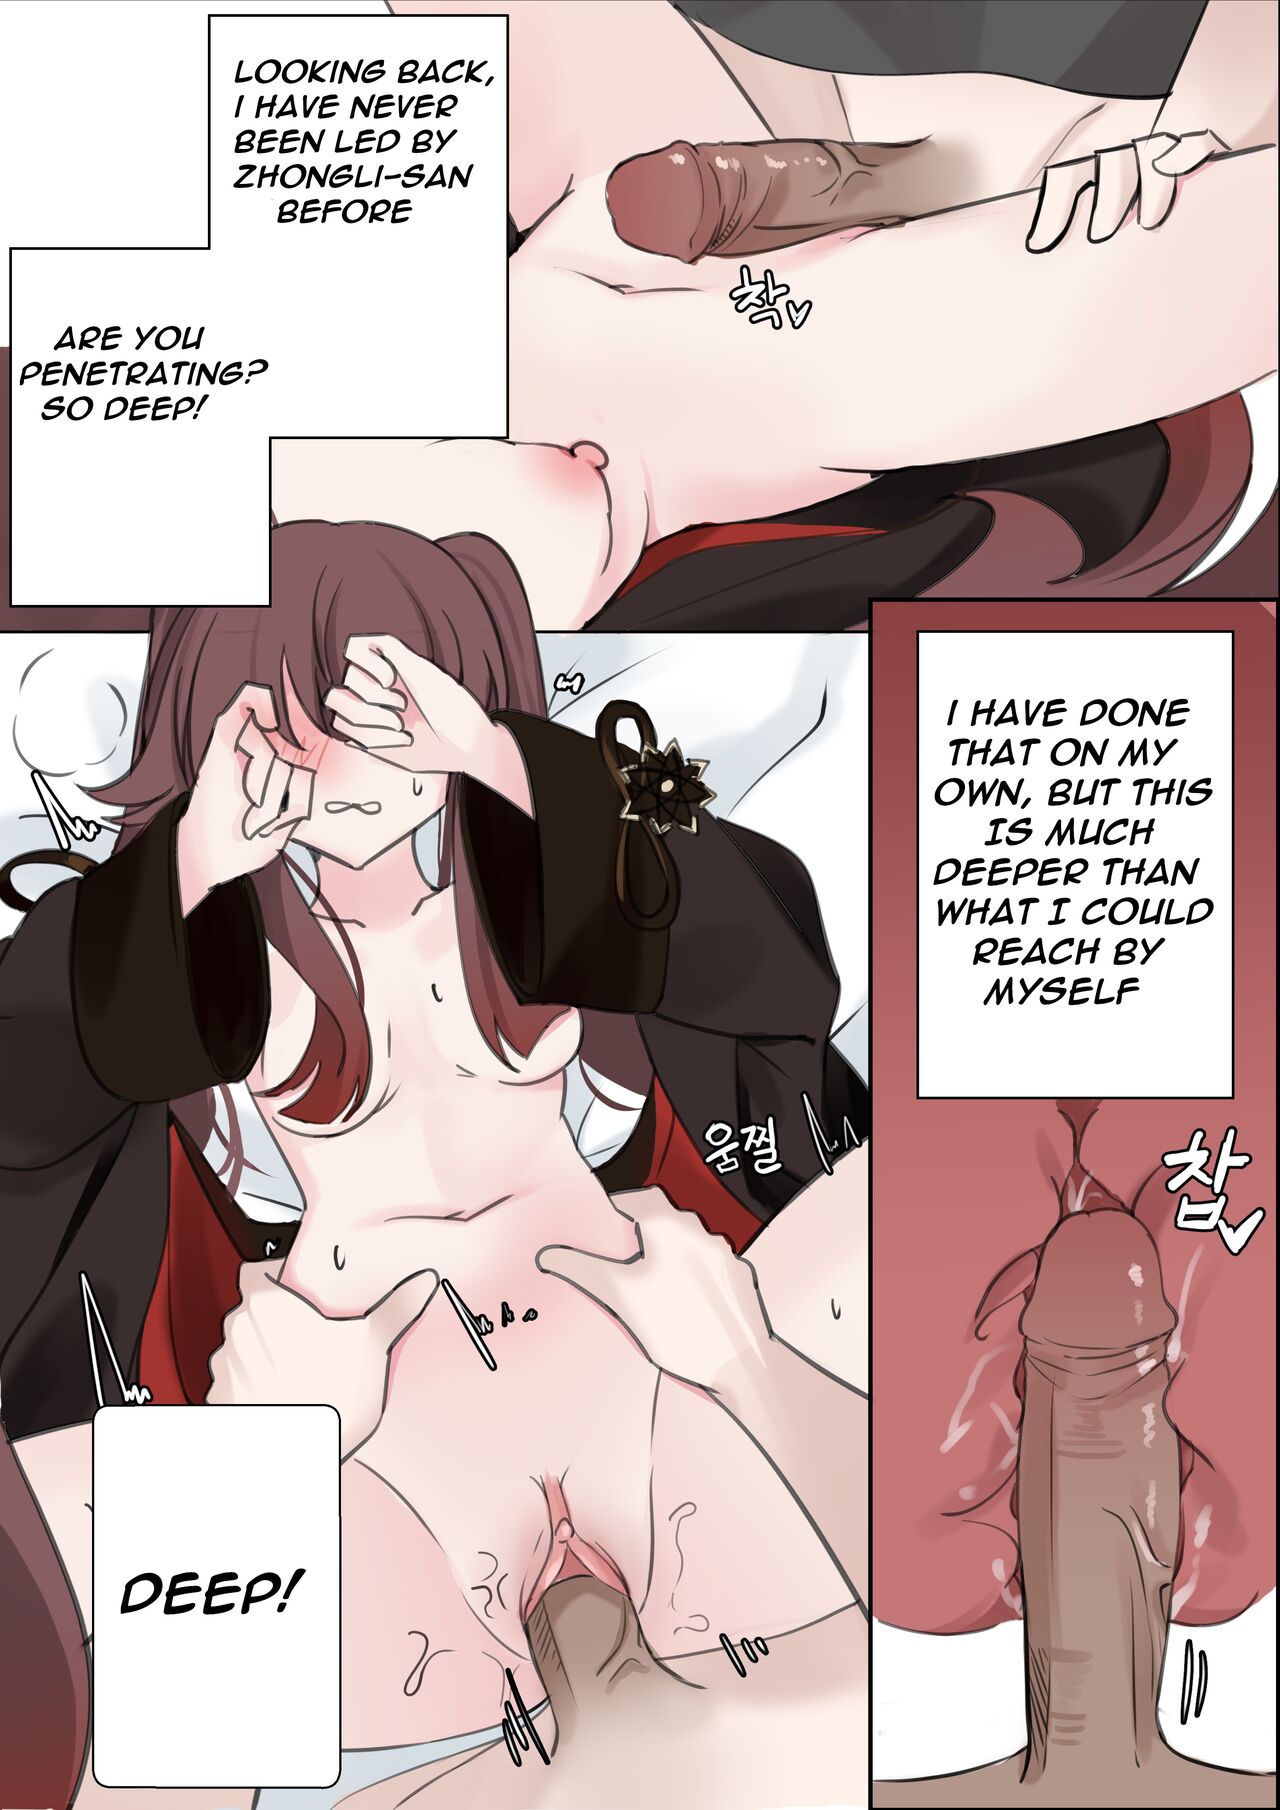 LOOKING BACK,
I HAVE NEVER
BEEN LED BY
ZHONGLI-SAN
BEFORE
ARE YOU
PENETRATING?
SO DEEP!
착♡
I HAVE DONE
THAT ON MY
OWN, BUT THIS
IS MUCH
DEEPER THAN
WHAT I COULD
REACH BY
MYSELF
움찔
찹♡
DEEP!